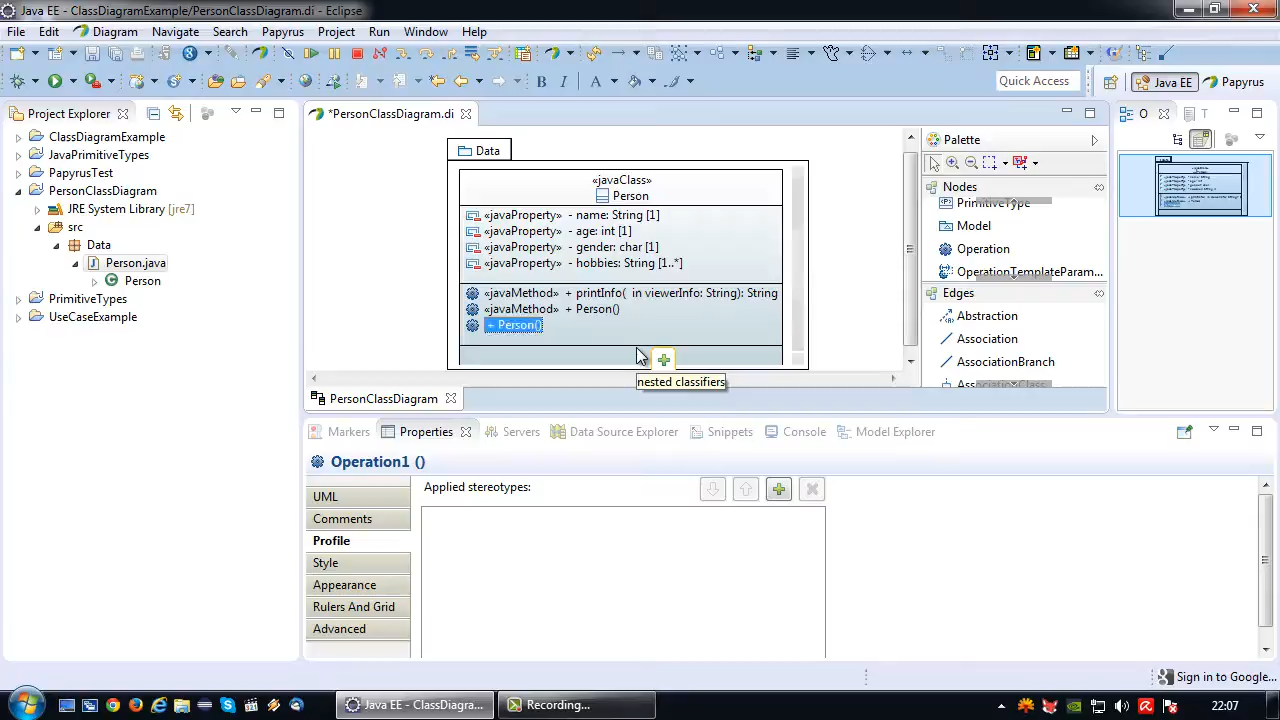 Java EE - ClassDiagramExample/PersonClassDiagram.di - Eclipse
File Edit Diagram Navigate Search Papyrus Project Run Window Help
Quick Access
Java EE
Papyrus
Project Explorer
ClassDiagramExample
JavaPrimitiveTypes
PapyrusTest
PersonClassDiagram
JRE System Library [jre7]
src
Data
Person.java
Person
PrimitiveTypes
UseCaseExample
*PersonClassDiagram.di
Data
«javaClass»
Person
«javaProperty» - name: String [1]
«javaProperty» - age: int [1]
«javaProperty» - gender: char [1]
«javaProperty» - hobbies: String [1..*]
«javaMethod» + printInfo( in viewerInfo: String): String
«javaMethod» + Person()
+ Person()
nested classifiers
PersonClassDiagram
Palette
Nodes
PrimitiveType
Model
Operation
OperationTemplateParam...
Edges
Abstraction
Association
AssociationBranch
O
T
Markers Properties Servers Data Source Explorer Snippets Console Model Explorer
Operation1 ()
UML
Comments
Profile
Style
Appearance
Rulers And Grid
Advanced
Applied stereotypes:
Sign in to Google...
Java EE - ClassDiagra...
Recording...
22:07